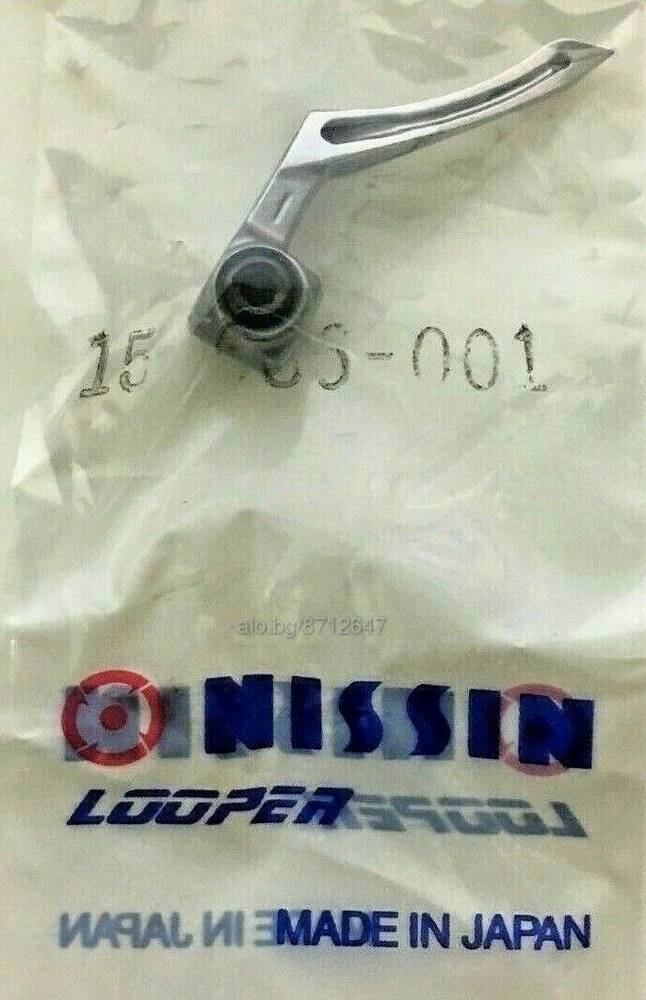 alo.bg/8712647
NISSIN
LOOPER
MADE IN JAPAN